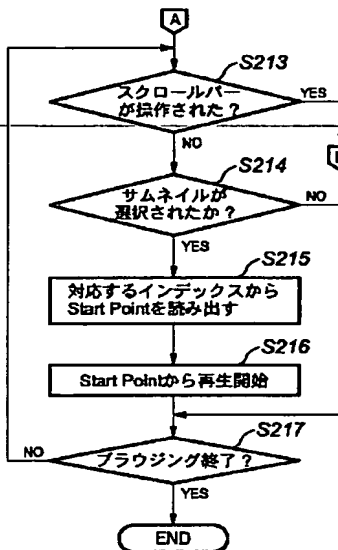 A
S213
スクロールバー
が操作された？
YES
NO
S214
サムネイルが
選択されたか？
NO
YES
S215
対応するインデックスから
Start Pointを読み出す
S216
Start Pointから再生開始
S217
ブラウジング終了？
NO
YES
END